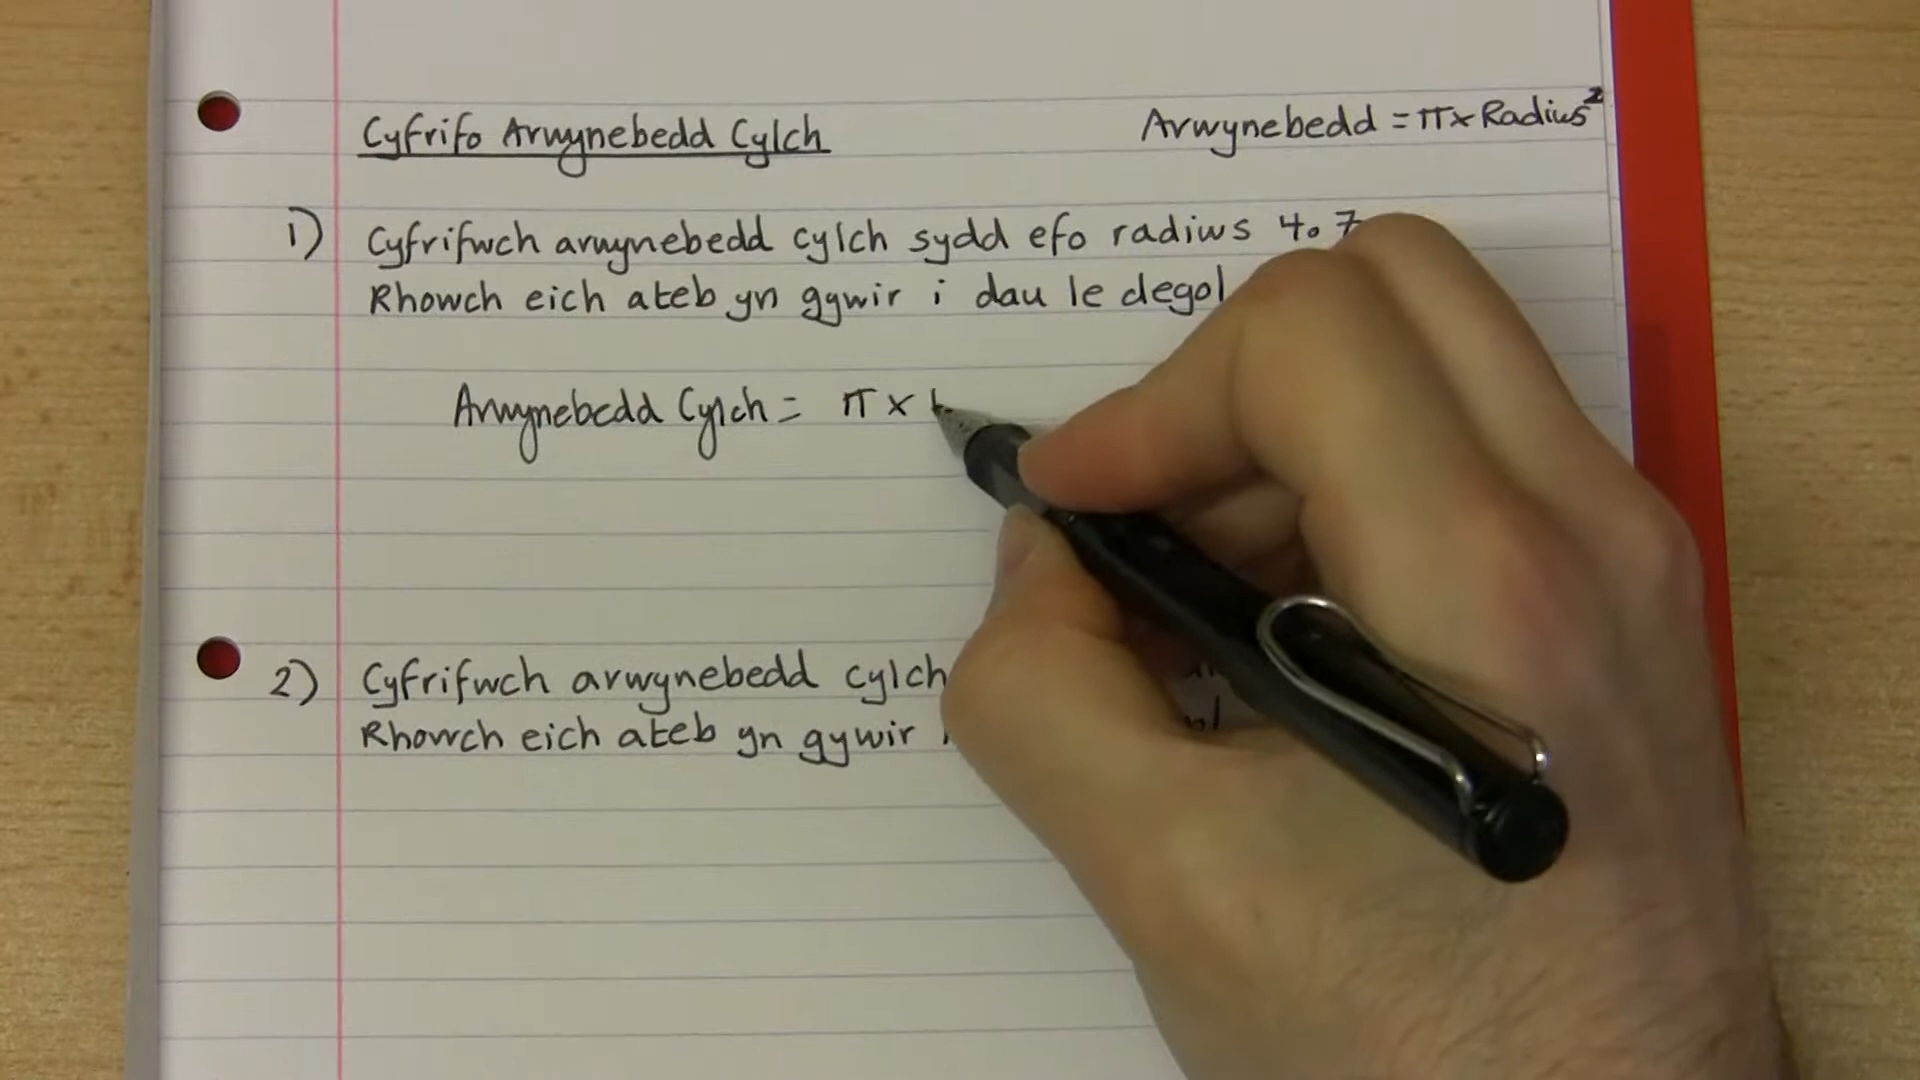 Cyfrifo Arwynebedd Cylch
Arwynebedd = π x Radiws²
1) Cyfrifwch arwynebedd cylch sydd efo radiws 4.7
Rhowch eich ateb yn gywir i dau le degol
Arwynebedd Cylch = π x
2) Cyfrifwch arwynebedd cylch
Rhowch eich ateb yn gywir